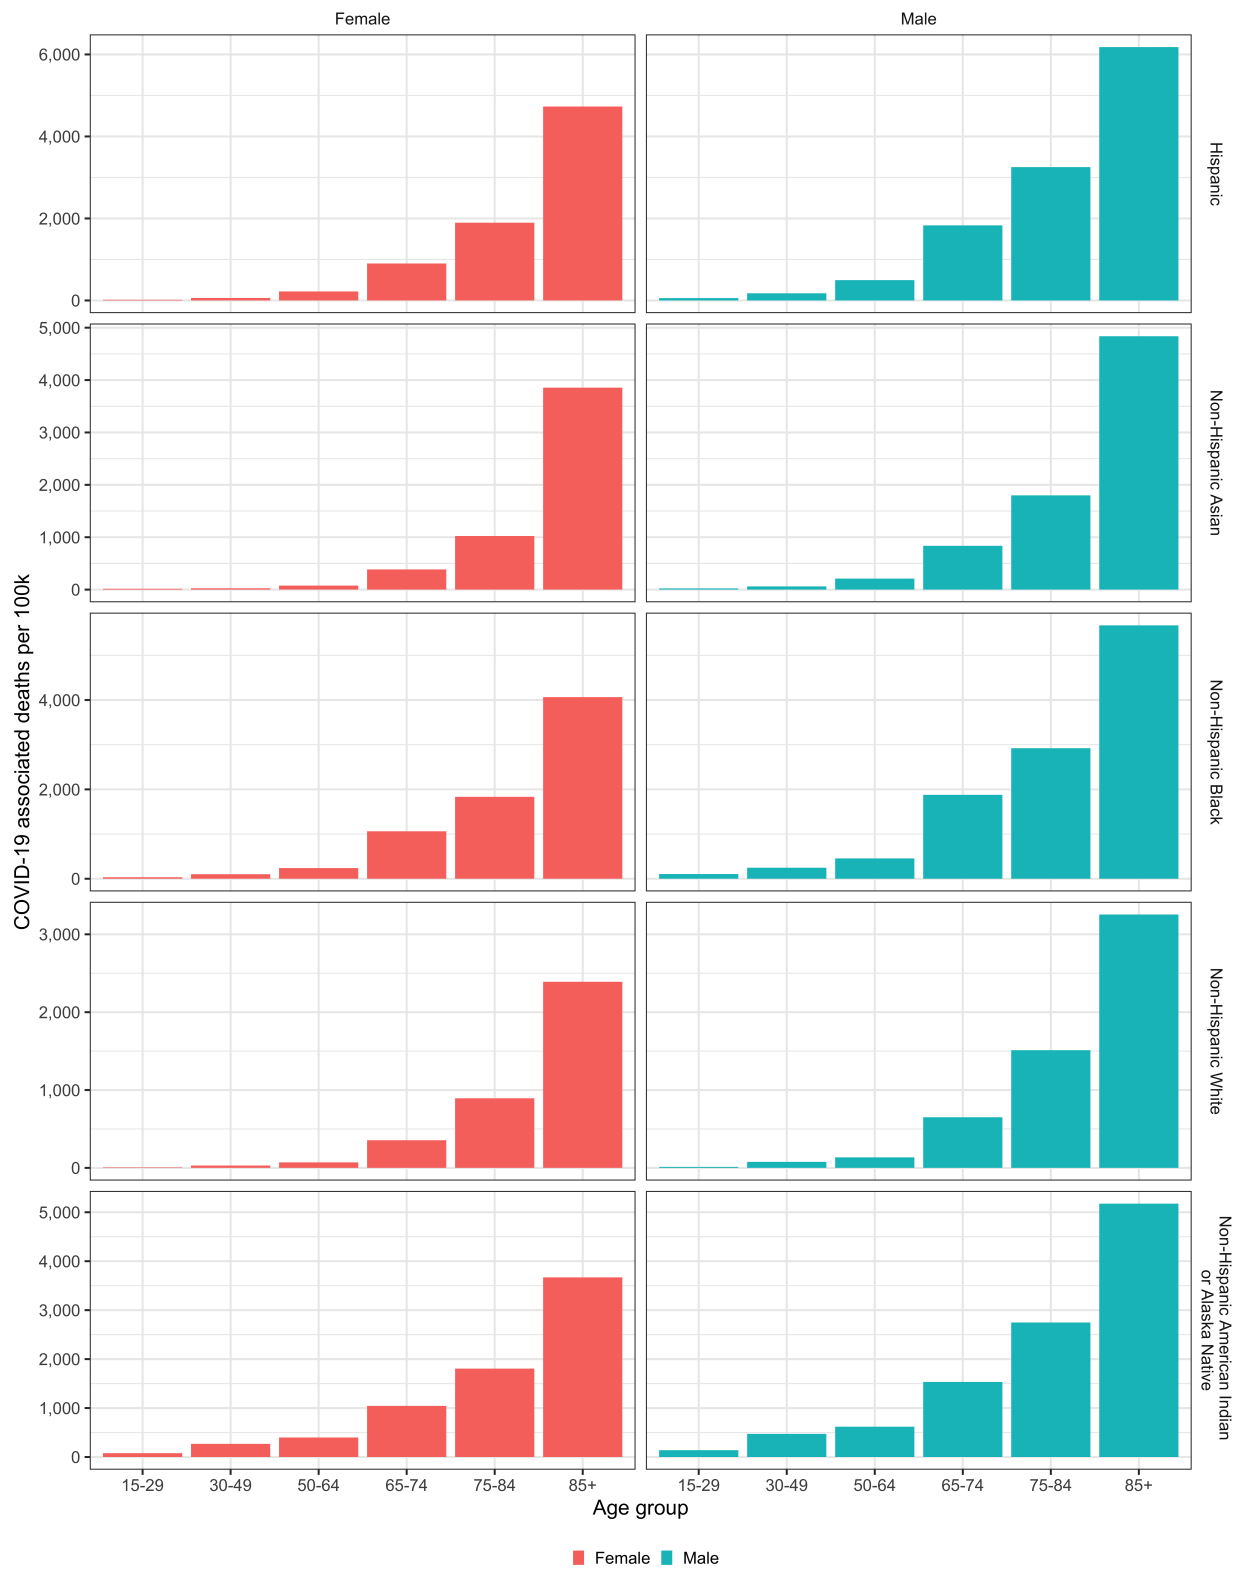 Female
Male
6,000
4,000
2,000
0
Hispanic
5,000
4,000
3,000
2,000
1,000
0
Non-Hispanic Asian
4,000
2,000
0
Non-Hispanic Black
3,000
2,000
1,000
0
Non-Hispanic White
5,000
4,000
3,000
2,000
1,000
0
Non-Hispanic American Indian
or Alaska Native
COVID-19 associated deaths per 100k
15-29 30-49 50-64 65-74 75-84 85+
15-29 30-49 50-64 65-74 75-84 85+
Age group
Female Male